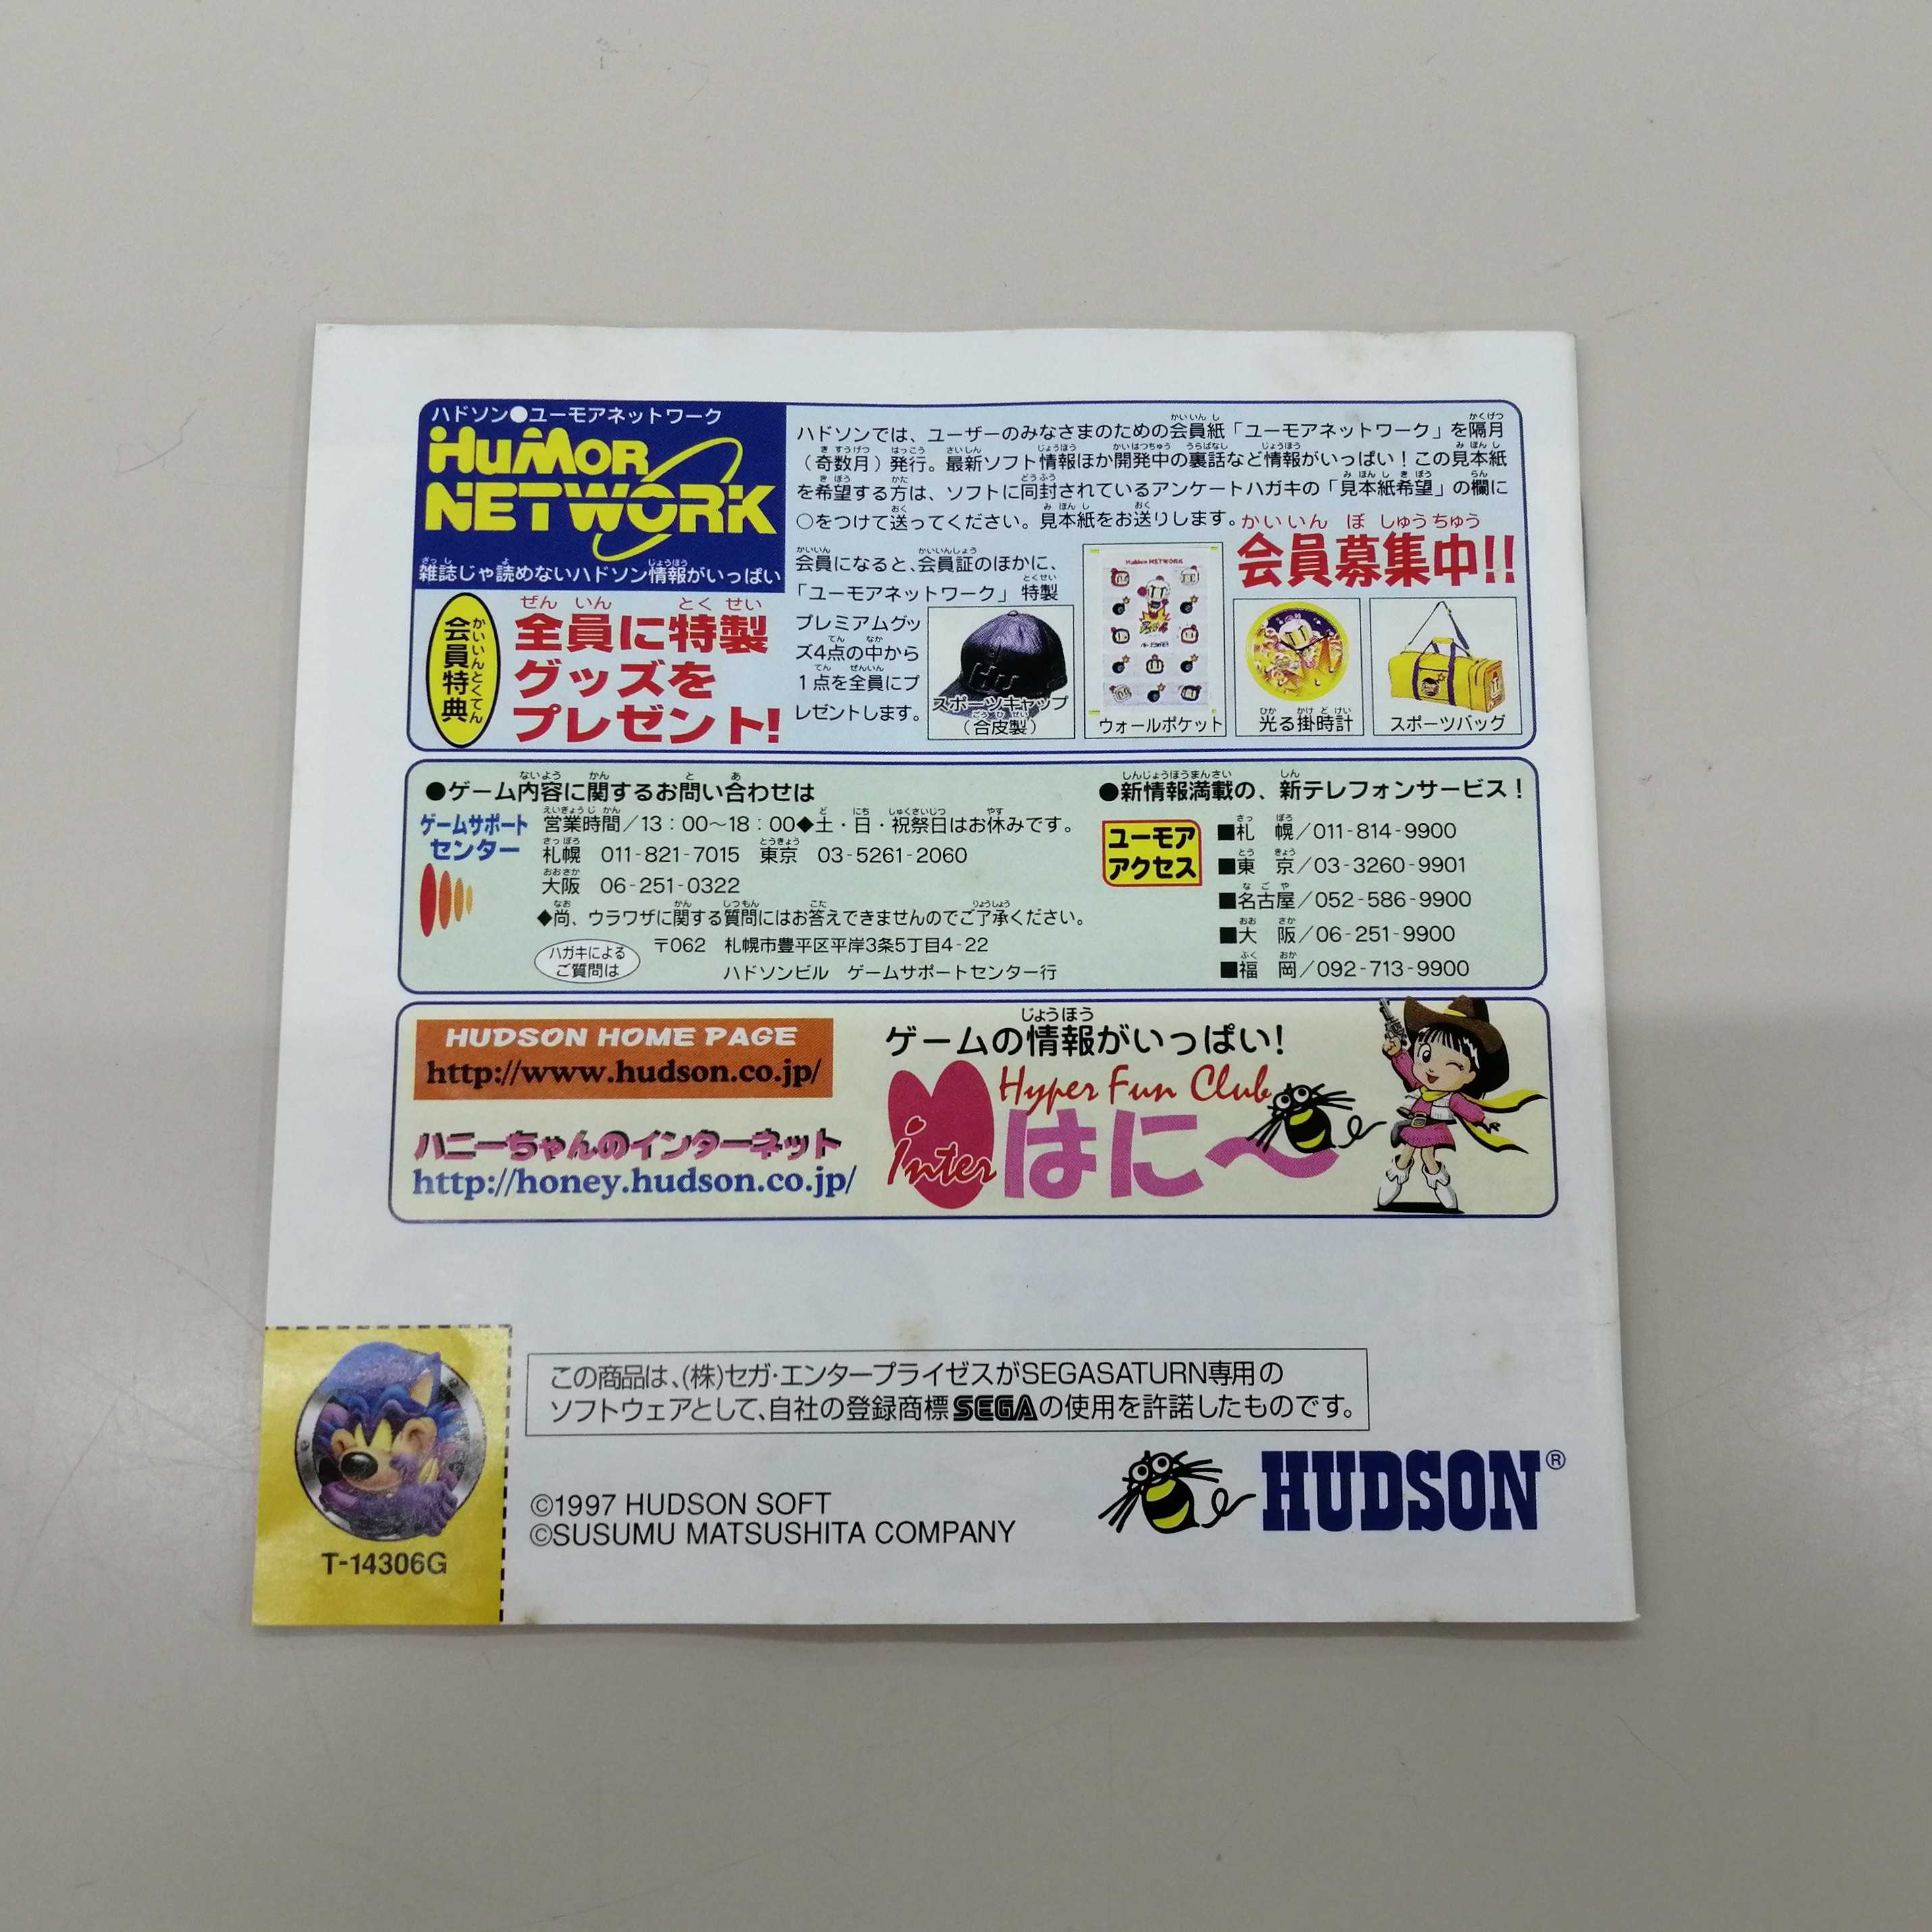 ハドソン●ユーモアネットワーク
HuMOR
NETWORK
雑誌じゃ読めないハドソン情報がいっぱい
会員特典
全員に特製
グッズを
プレゼント!
ハドソンでは、ユーザーのみなさまのための会員紙「ユーモアネットワーク」を隔月
（奇数月）発行。最新ソフト情報ほか開発中の裏話など情報がいっぱい！この見本紙
を希望する方は、ソフトに同封されているアンケートハガキの「見本紙希望」の欄に
○をつけて送ってください。見本紙をお送りします。
会員募集中!!
会員になると、会員証のほかに、
「ユーモアネットワーク」特製
プレミアムグッ
ズ4点の中から
1点を全員にプ
レゼントします。
スポーツキャップ
（合皮製）
ウォールポケット
光る掛時計
スポーツバッグ
●ゲーム内容に関するお問い合わせは
ゲームサポート
センター
営業時間／13：00〜18：00◆土・日・祝祭日はお休みです。
札幌 011-821-7015 東京 03-5261-2060
大阪 06-251-0322
◆尚、ウラワザに関する質問にはお答えできませんのでご了承ください。
ハガキによる
ご質問は
〒062 札幌市豊平区平岸3条5丁目4-22
ハドソンビル ゲームサポートセンター行
●新情報満載の、新テレフォンサービス！
ユーモア
アクセス
■札 幌／011-814-9900
■東 京／03-3260-9901
■名古屋／052-586-9900
■大 阪／06-251-9900
■福 岡／092-713-9900
HUDSON HOME PAGE
http://www.hudson.co.jp/
ハニーちゃんのインターネット
http://honey.hudson.co.jp/
ゲームの情報がいっぱい!
Hyper Fun Club
inter はに〜
T-14306G
この商品は、(株)セガ・エンタープライゼスがSEGASATURN専用の
ソフトウェアとして、自社の登録商標SEGAの使用を許諾したものです。
©1997 HUDSON SOFT
©SUSUMU MATSUSHITA COMPANY
HUDSON®